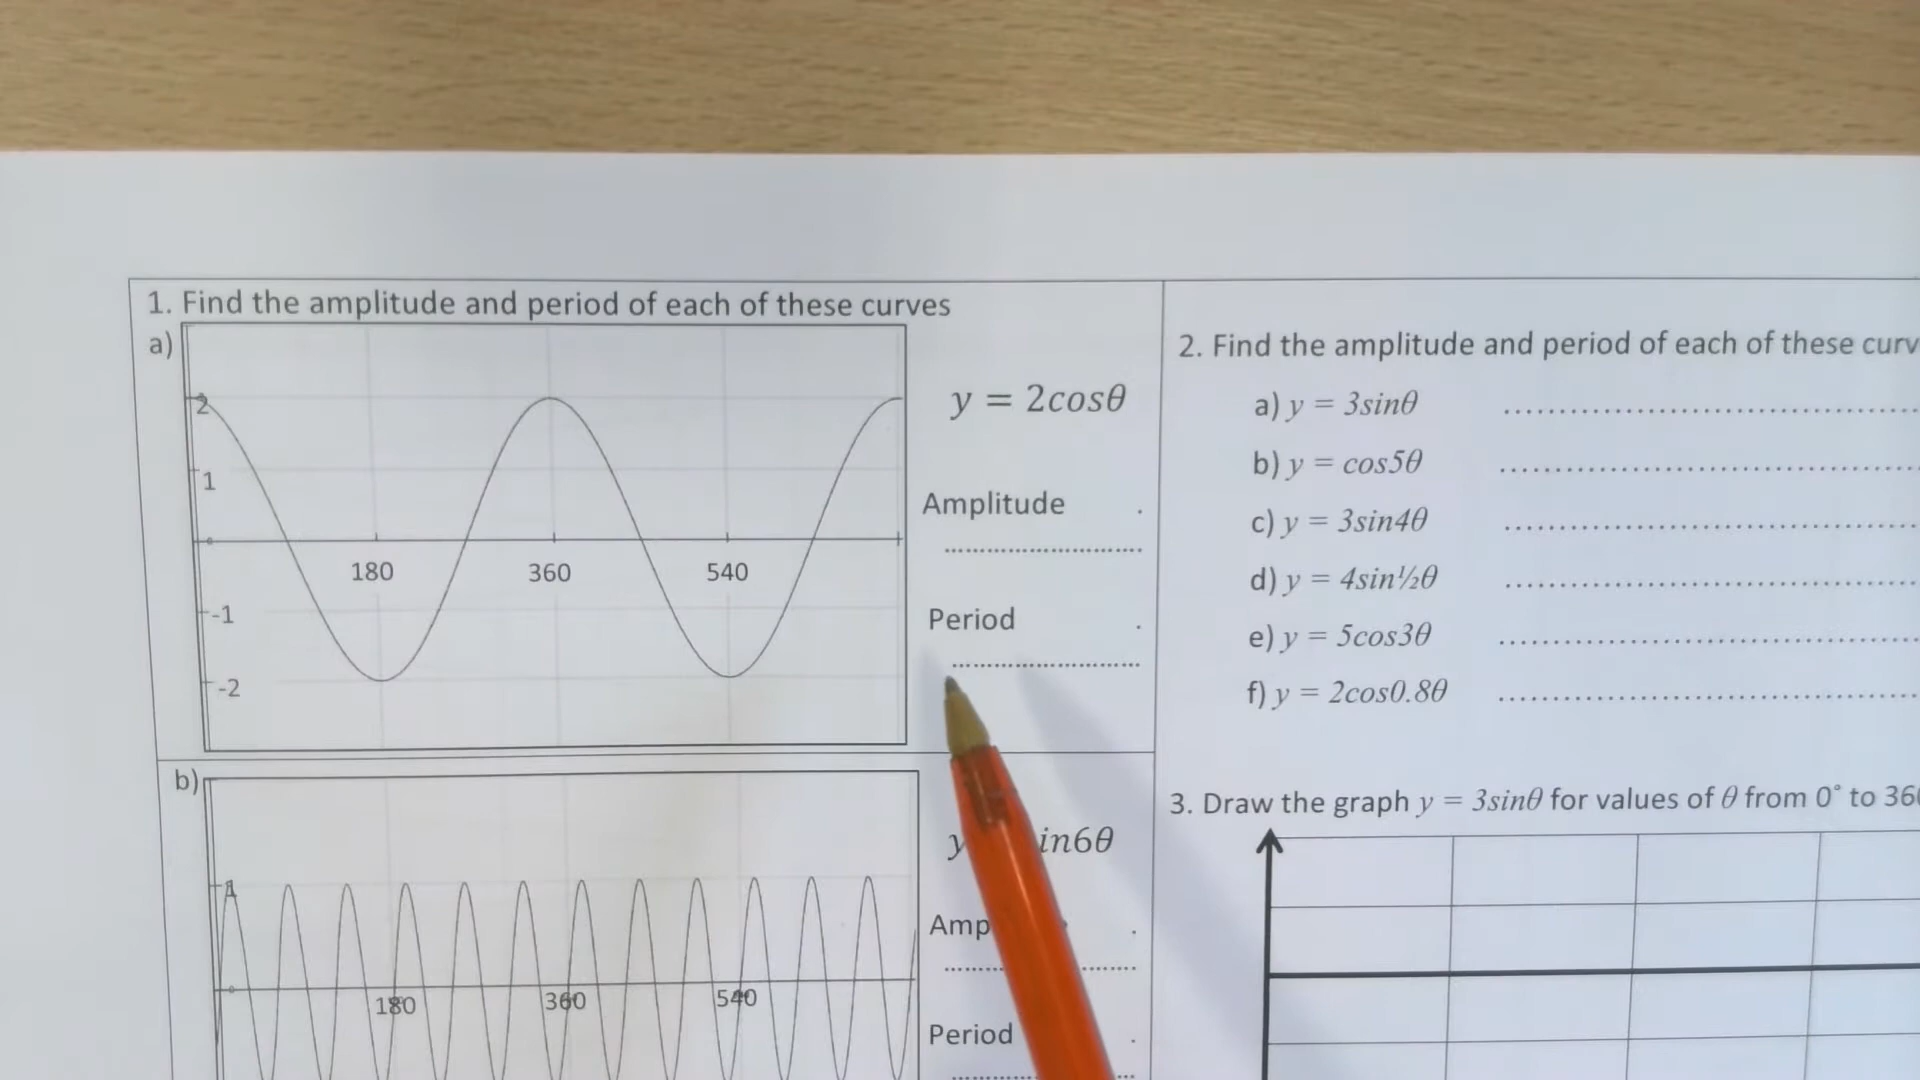 1. Find the amplitude and period of each of these curves
a)
2
1
-1
-2
180 360 540
y = 2cosθ
Amplitude .
..............................
Period .
..............................
b)
1
180 360 540
y in6θ
Amp .
..............................
Period .
2. Find the amplitude and period of each of these curv
a) y = 3sinθ ..............................
b) y = cos5θ ..............................
c) y = 3sin4θ ..............................
d) y = 4sin½θ ..............................
e) y = 5cos3θ ..............................
f) y = 2cos0.8θ ..............................
3. Draw the graph y = 3sinθ for values of θ from 0° to 36